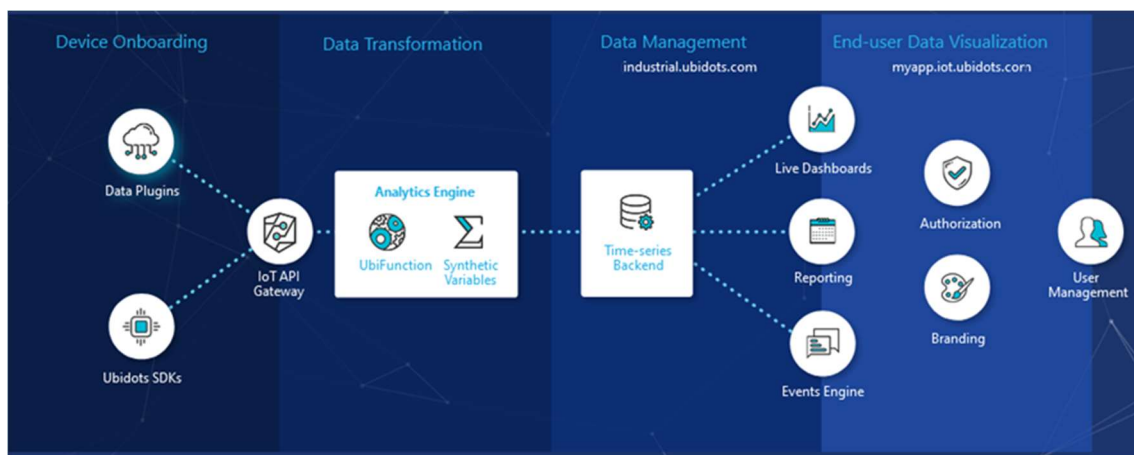 Device Onboarding
Data Transformation
Data Management
industrial.ubidots.com
End-user Data Visualization
myapp.iot.ubidots.com
Data Plugins
Ubidots SDKs
IoT API
Gateway
Analytics Engine
UbiFunction
Synthetic
Variables
Time-series
Backend
Live Dashboards
Reporting
Events Engine
Authorization
Branding
User
Management